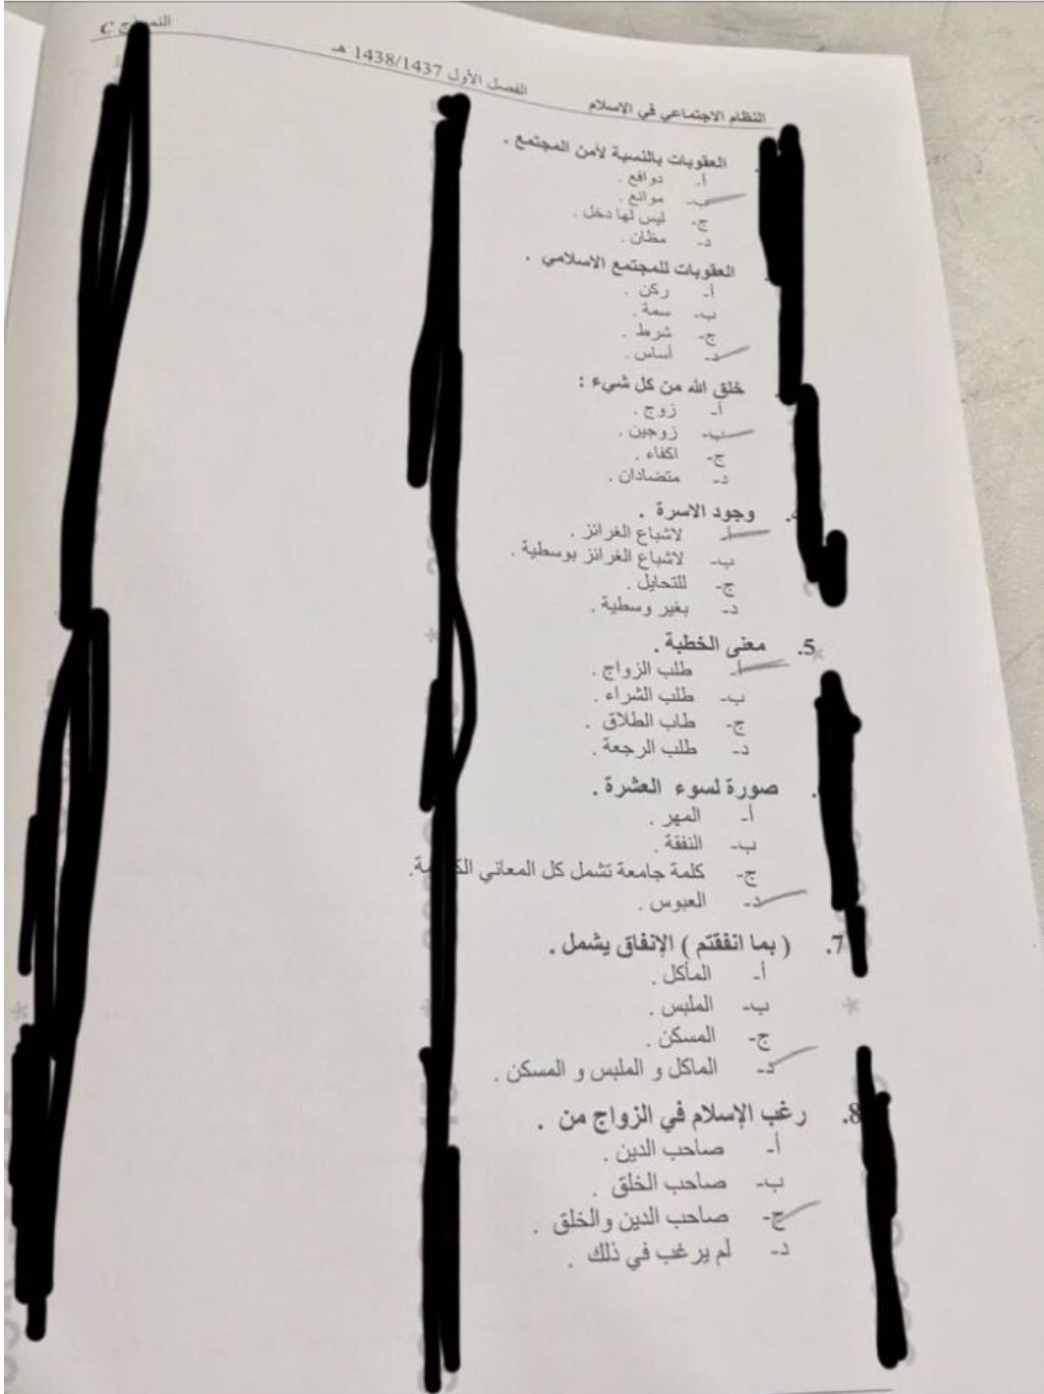 النموذج C
الفصل الأول 1438/1437 هـ
النظام الاجتماعي في الاسلام
العقوبات بالنسبة لأمن المجتمع .
أ- دوافع .
ب- موانع .
ج- ليس لها دخل .
د- مظان .
العقوبات للمجتمع الاسلامي .
أ- ركن .
ب- سمة .
ج- شرط .
د- أساس .
خلق الله من كل شيء :
أ- زوج .
ب- زوجين .
ج- اكفاء .
د- متضادان .
4. وجود الاسرة .
أ- لاشباع الغرائز .
ب- لاشباع الغرائز بوسطية .
ج- للتحايل .
د- بغير وسطية .
5. معنى الخطبة .
أ- طلب الزواج .
ب- طلب الشراء .
ج- طاب الطلاق .
د- طلب الرجعة .
صورة لسوء العشرة .
أ- المهر .
ب- النفقة .
ج- كلمة جامعة تشمل كل المعاني
د- العبوس .
7. ( بما انفقتم ) الإنفاق يشمل .
أ- المأكل .
ب- الملبس .
ج- المسكن .
د- الماكل و الملبس و المسكن .
8. رغب الإسلام في الزواج من .
أ- صاحب الدين .
ب- صاحب الخلق .
ج- صاحب الدين والخلق .
د- لم يرغب في ذلك .